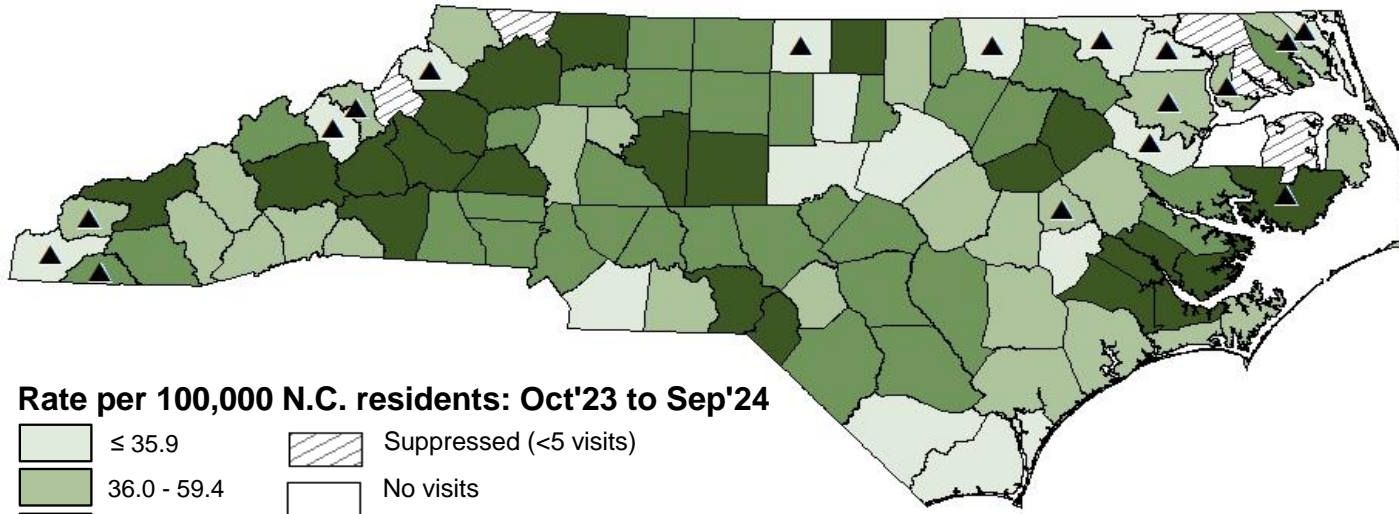 Rate per 100,000 N.C. residents: Oct'23 to Sep'24
≤ 35.9
Suppressed (<5 visits)
36.0 - 59.4
No visits